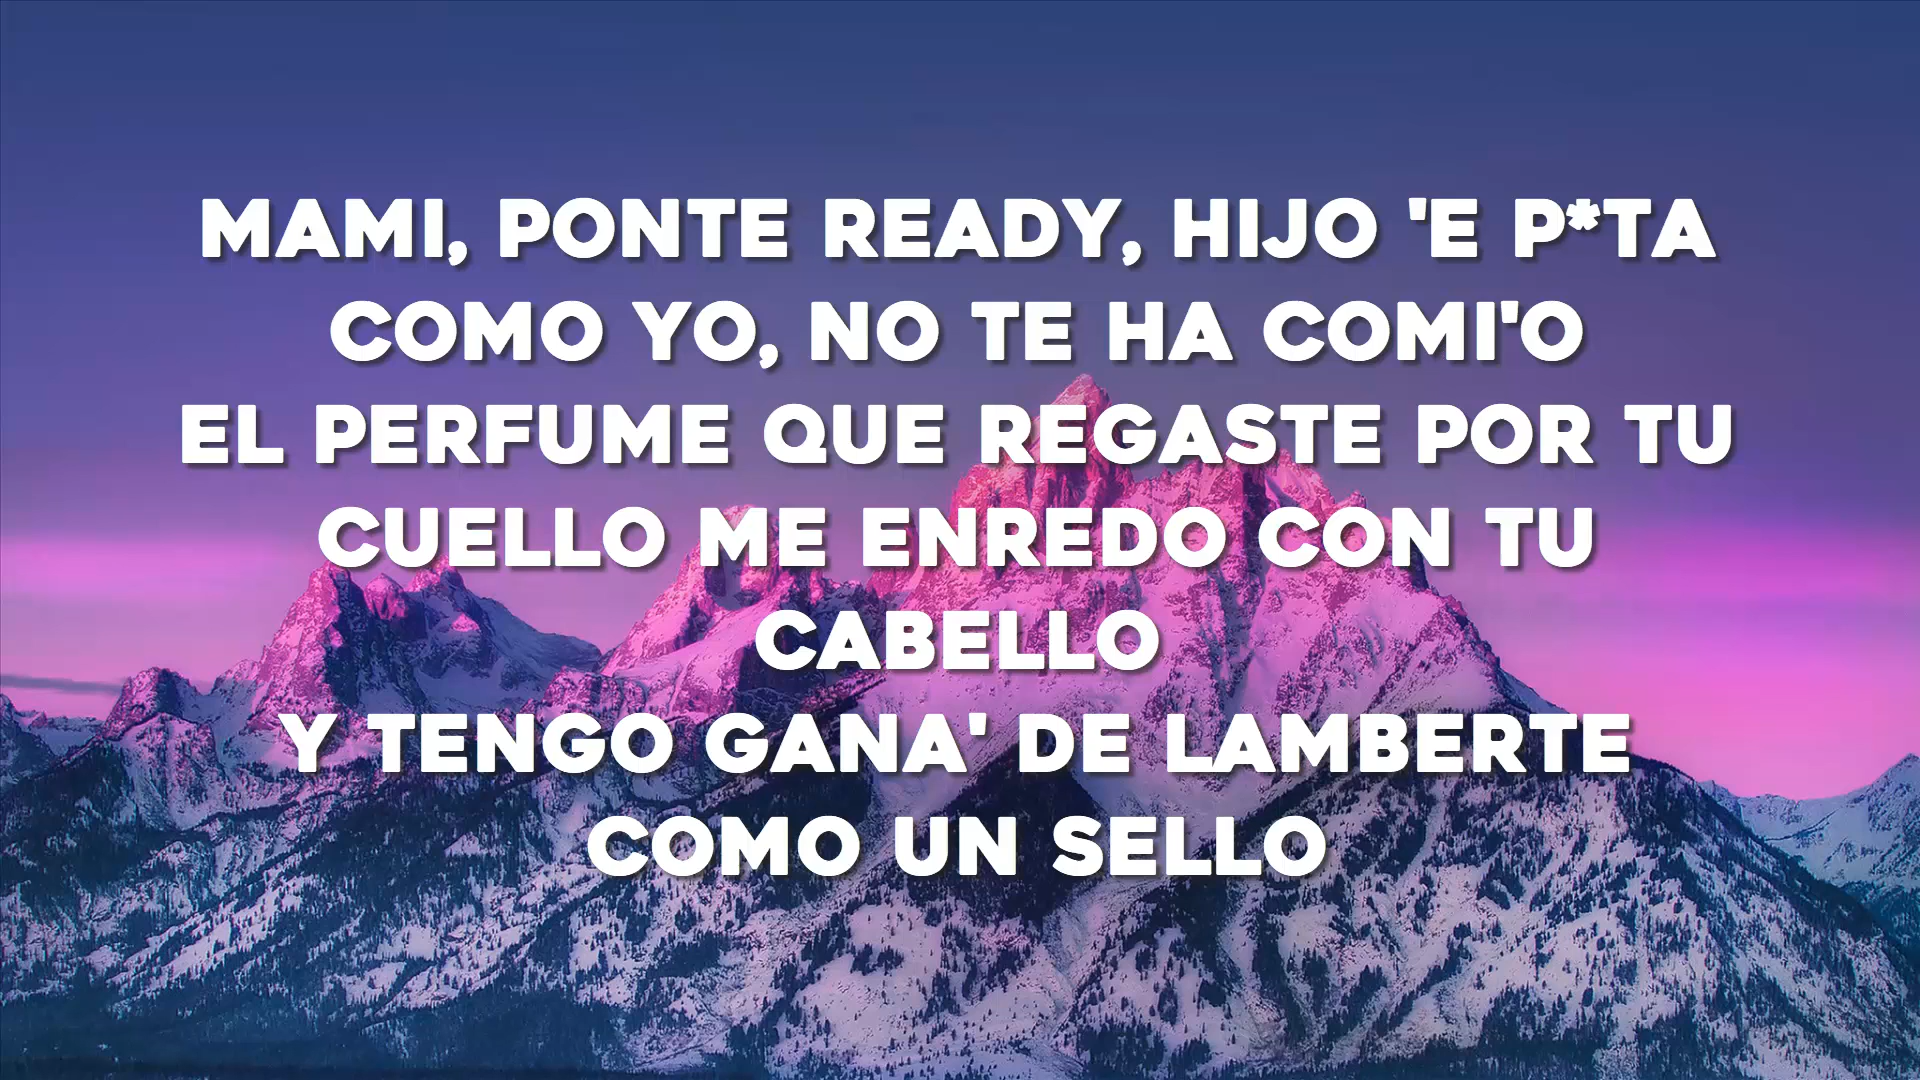 MAMI, PONTE READY, HIJO 'E P*TA
COMO YO, NO TE HA COMI'O
EL PERFUME QUE REGASTE POR TU
CUELLO ME ENREDO CON TU
CABELLO
Y TENGO GANA' DE LAMBERTE
COMO UN SELLO